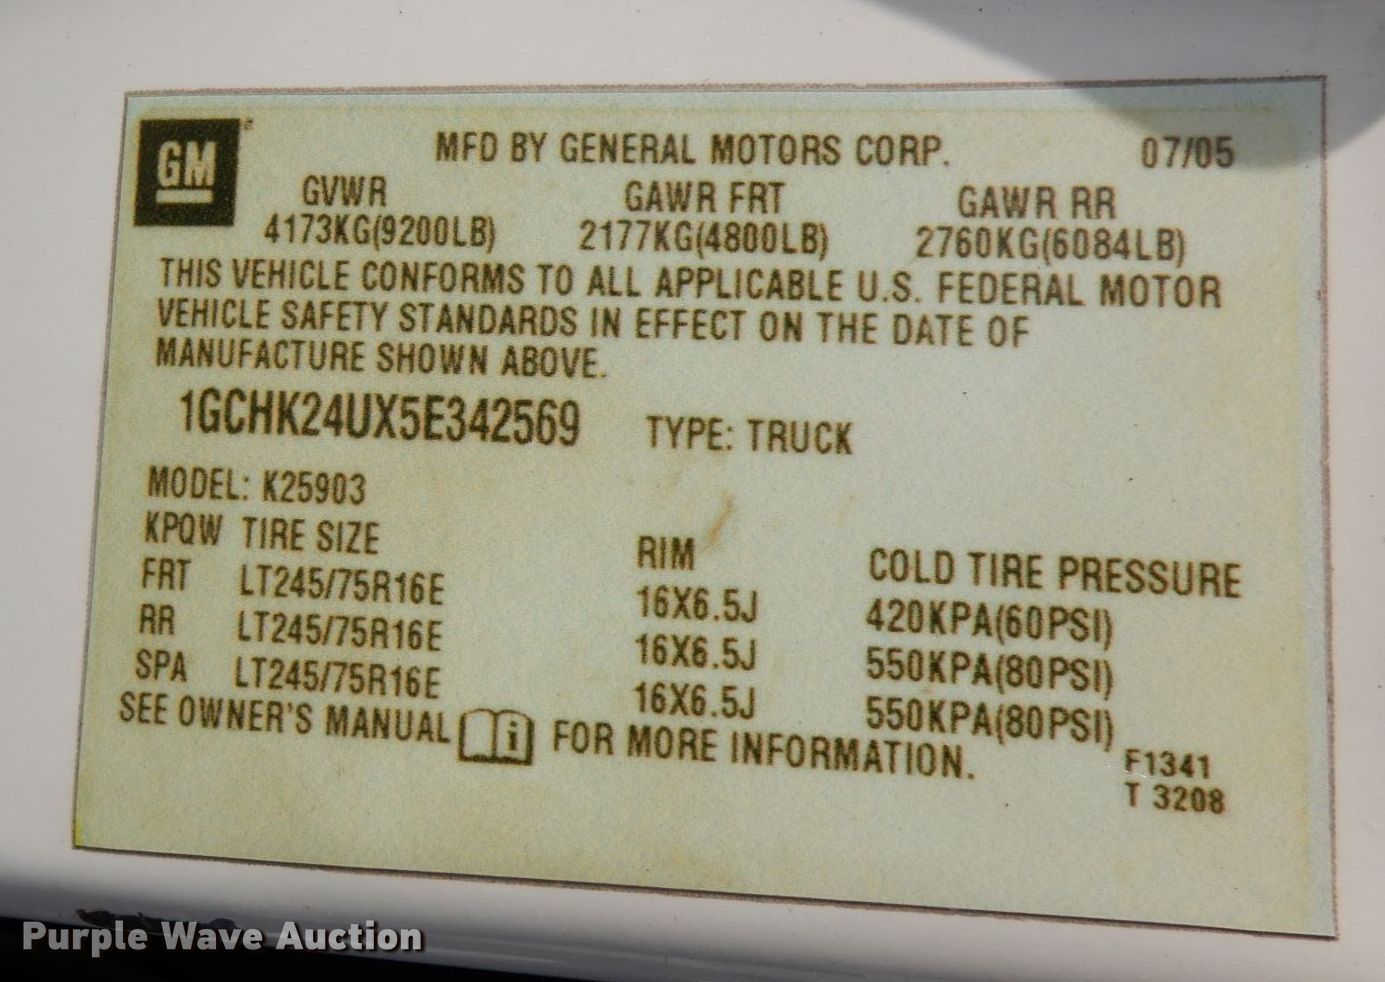 GM
MFD BY GENERAL MOTORS CORP. 07/05
GVWR GAWR FRT GAWR RR
4173KG(9200LB) 2177KG(4800LB) 2760KG(6084LB)
THIS VEHICLE CONFORMS TO ALL APPLICABLE U.S. FEDERAL MOTOR
VEHICLE SAFETY STANDARDS IN EFFECT ON THE DATE OF
MANUFACTURE SHOWN ABOVE.
1GCHK24UX5E342569 TYPE: TRUCK
MODEL: K25903
KPOW TIRE SIZE RIM COLD TIRE PRESSURE
FRT LT245/75R16E 16X6.5J 420KPA(60PSI)
RR LT245/75R16E 16X6.5J 550KPA(80PSI)
SPA LT245/75R16E 16X6.5J 550KPA(80PSI)
SEE OWNER'S MANUAL i FOR MORE INFORMATION.
F1341
T 3208
Purple Wave Auction